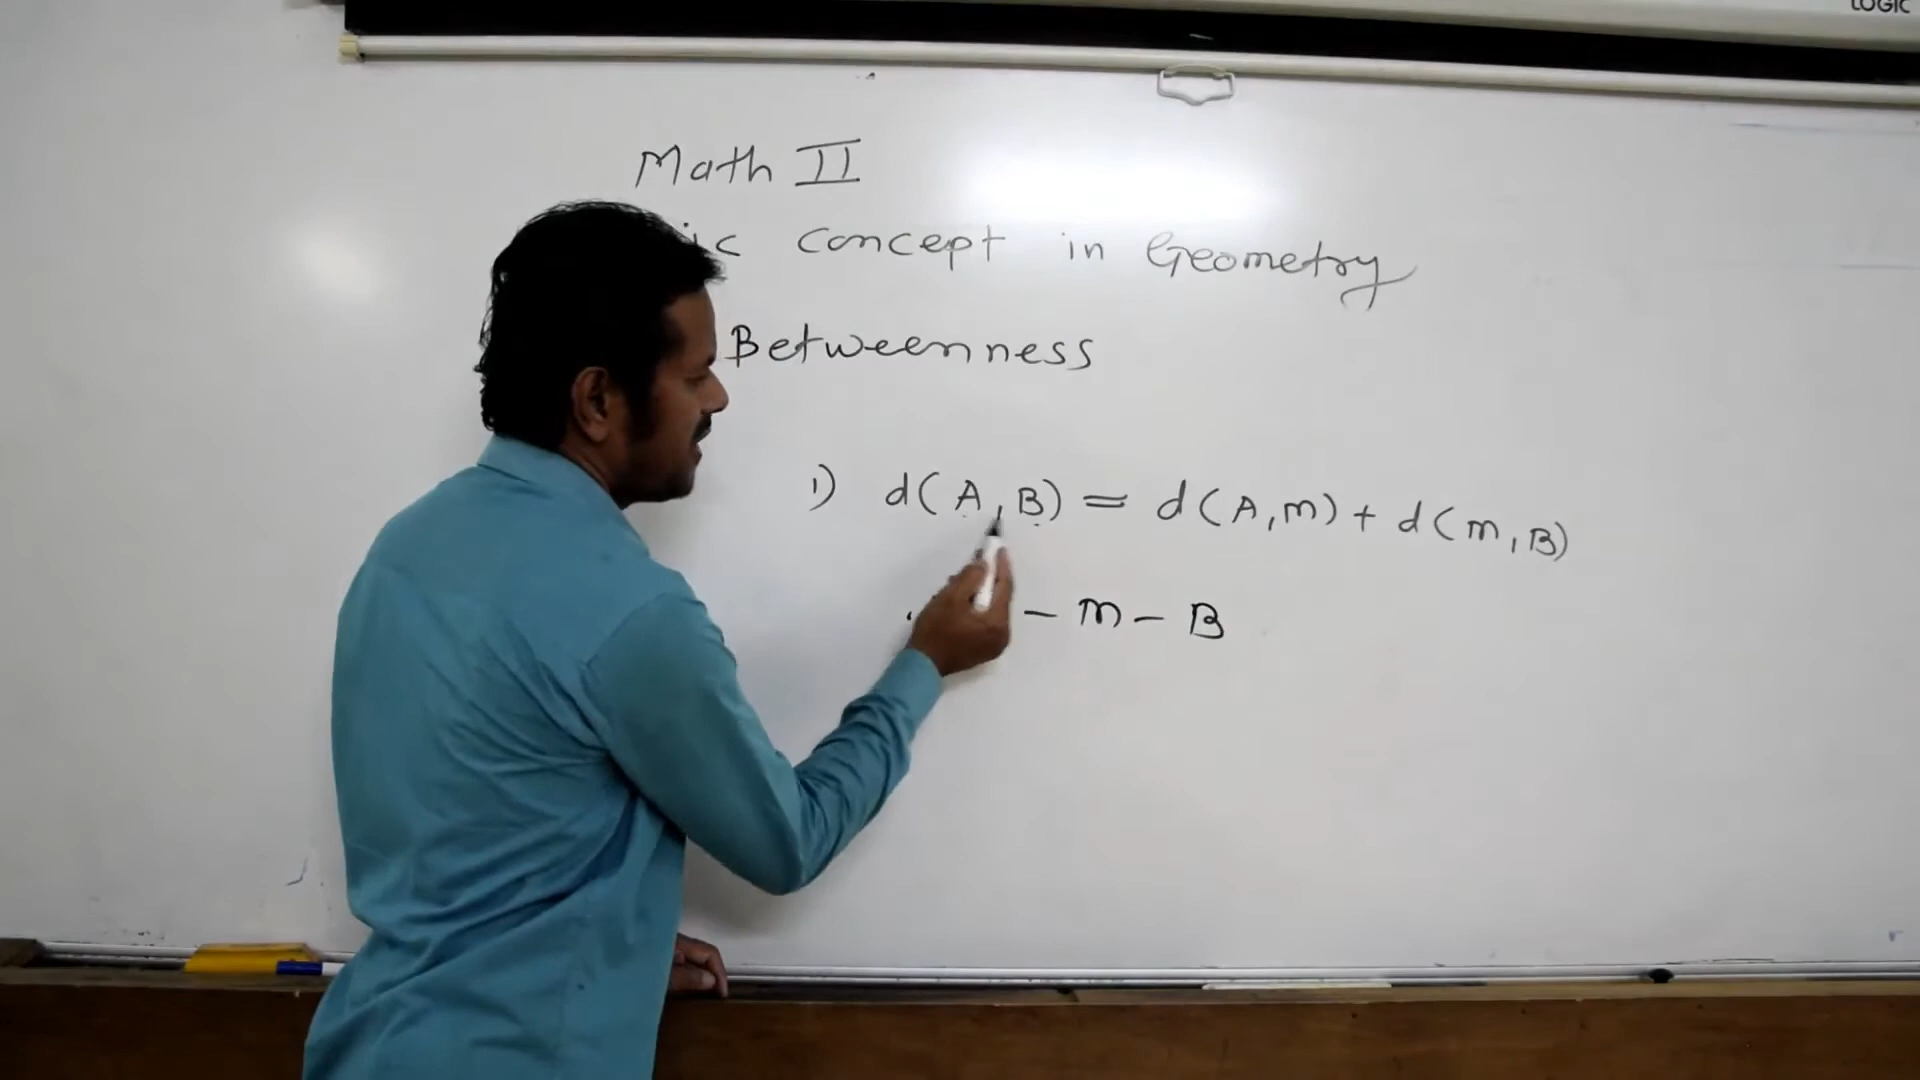 LOGIC
Math II
ic concept in Geometry
Betweenness
1) d(A,B) = d(A,m) + d(m,B)
- m - B